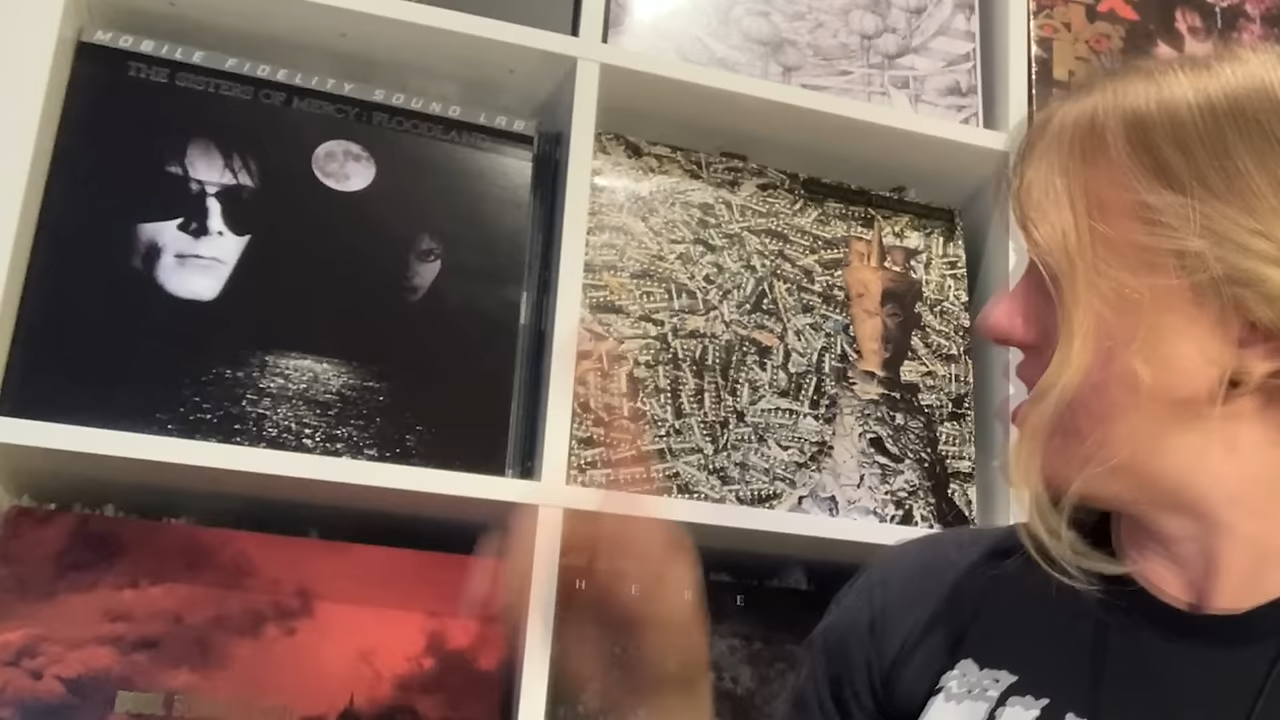 MOBILE FIDELITY SOUND LAB
THE SISTERS OF MERCY: FLOODLAND
H E R E